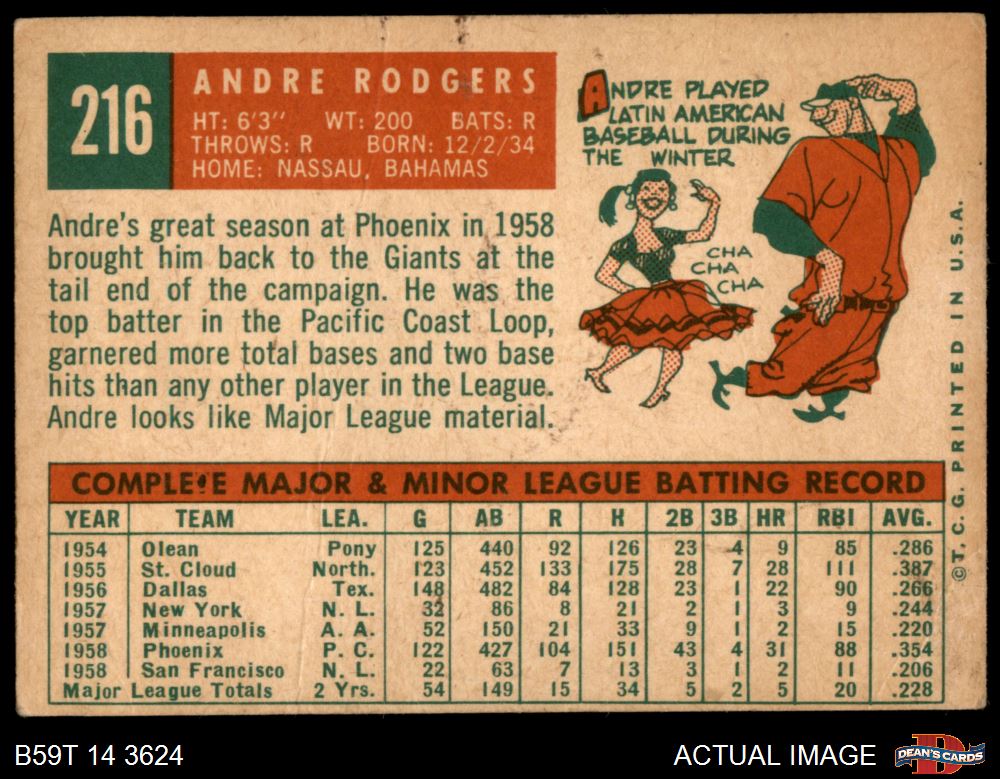 216
ANDRE RODGERS
HT: 6'3" WT: 200 BATS: R
THROWS: R BORN: 12/2/34
HOME: NASSAU, BAHAMAS
ANDRE PLAYED
LATIN AMERICAN
BASEBALL DURING
THE WINTER
CHA
CHA
CHA
Andre's great season at Phoenix in 1958
brought him back to the Giants at the
tail end of the campaign. He was the
top batter in the Pacific Coast Loop,
garnered more total bases and two base
hits than any other player in the League.
Andre looks like Major League material.
COMPLETE MAJOR & MINOR LEAGUE BATTING RECORD
YEAR TEAM LEA. G AB R H 2B 3B HR RBI AVG.
1954 Olean Pony 125 440 92 126 23 4 9 85 .286
1955 St. Cloud North. 123 452 133 175 28 7 28 111 .387
1956 Dallas Tex. 148 482 84 128 23 1 22 90 .266
1957 New York N. L. 32 86 8 21 2 1 3 9 .244
1957 Minneapolis A. A. 52 150 21 33 9 1 2 15 .220
1958 Phoenix P. C. 122 427 104 151 43 4 31 88 .354
1958 San Francisco N. L. 22 63 7 13 3 1 2 11 .206
Major League Totals 2 Yrs. 54 149 15 34 5 2 5 20 .228
©T. C. G. PRINTED IN U.S.A.
B59T 14 3624
ACTUAL IMAGE
D
DEAN'S CARDS